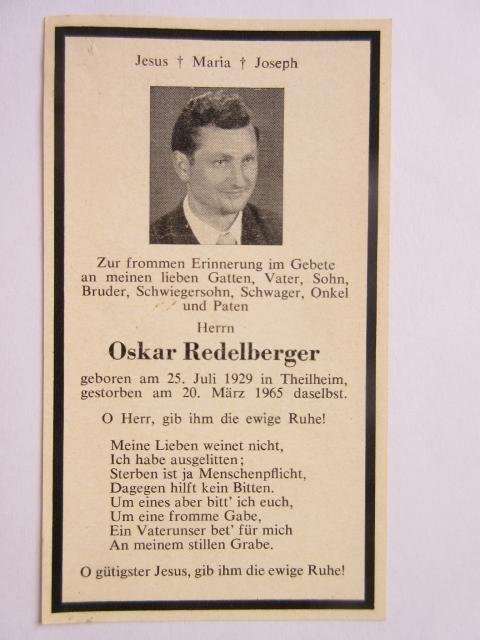 Jesus † Maria † Joseph
Zur frommen Erinnerung im Gebete
an meinen lieben Gatten, Vater, Sohn,
Bruder, Schwiegersohn, Schwager, Onkel
und Paten
Herrn
Oskar Redelberger
geboren am 25. Juli 1929 in Theilheim,
gestorben am 20. März 1965 daselbst.
O Herr, gib ihm die ewige Ruhe!
Meine Lieben weinet nicht,
Ich habe ausgelitten;
Sterben ist ja Menschenpflicht,
Dagegen hilft kein Bitten.
Um eines aber bitt' ich euch,
Um eine fromme Gabe,
Ein Vaterunser bet' für mich
An meinem stillen Grabe.
O gütigster Jesus, gib ihm die ewige Ruhe!